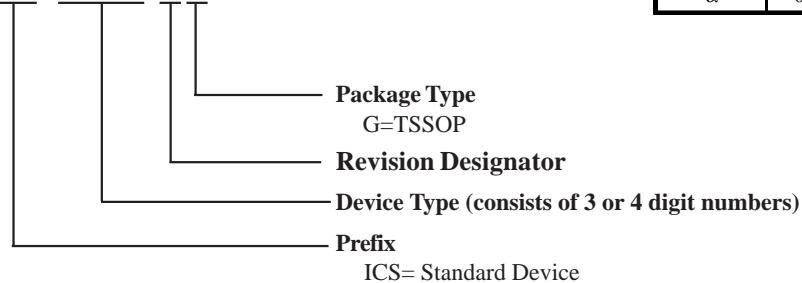 Package Type
G=TSSOP
Revision Designator
Device Type (consists of 3 or 4 digit numbers)
Prefix
ICS= Standard Device